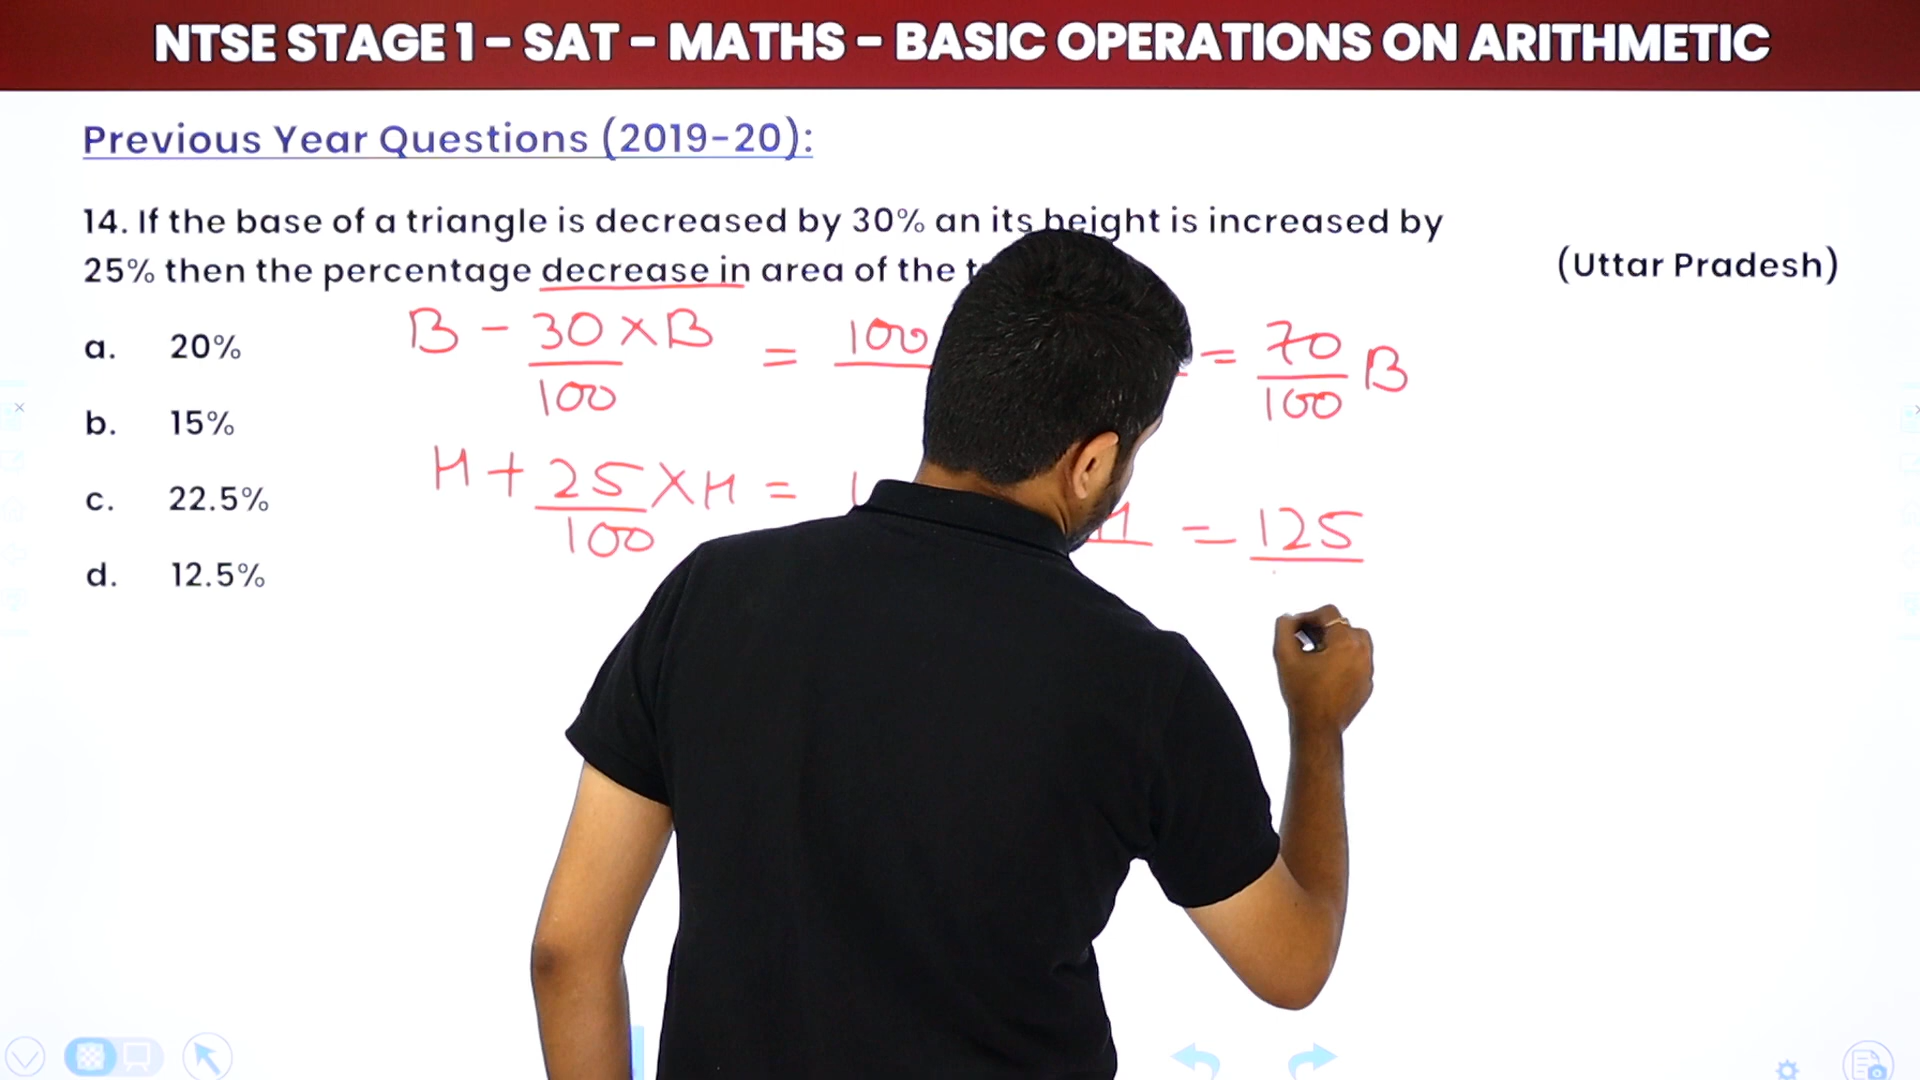 NTSE STAGE 1 - SAT - MATHS - BASIC OPERATIONS ON ARITHMETIC
Previous Year Questions (2019-20):
14. If the base of a triangle is decreased by 30% an its height is increased by
25% then the percentage decrease in area of the
(Uttar Pradesh)
a. 20%
b. 15%
c. 22.5%
d. 12.5%
B - 30/100 × B = 100 = 70/100 B
H + 25/100 × H = = 125